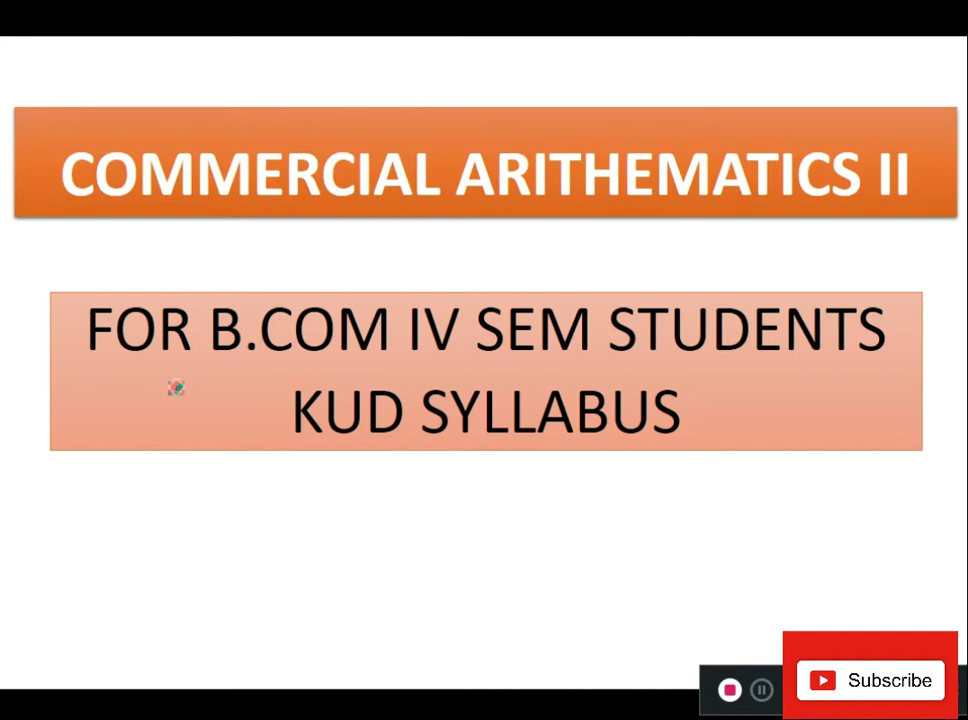 COMMERCIAL ARITHEMATICS II
FOR B.COM IV SEM STUDENTS
KUD SYLLABUS
Subscribe